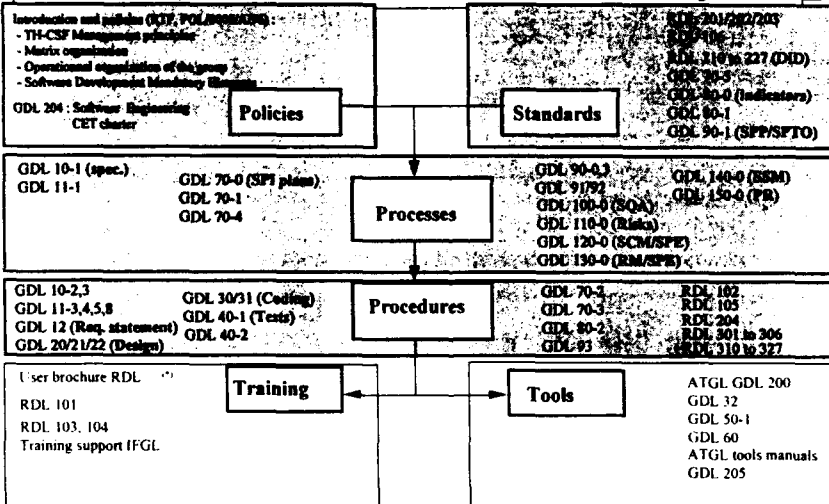 Introduction and policies (RTF,
- TH-CSF Management principles
- Matrix organization
- Operationnal organization of the group
- Software Development Mandatory
GDL 204 : Software Engineering
CET charter
Policies
Standards
RDL 201/202/203
RDL 106
RDL 210 to 227 (DID)
GDL
GDL 80-0 (Indicators)
GDL 80-1
GDL 90-1 (SPP/SPTO)
GDL 10-1 (spec.)
GDL 11-1
GDL 70-0 (SPI plans)
GDL 70-1
GDL 70-4
Processes
GDL 90-0,3
GDL 91/92
GDL 100-0 (SQA)
GDL 110-0 (Risks)
GDL 120-0 (SCM/SPE)
GDL 130-0 (RM/SPE)
GDL 140-0 (SSM)
GDL 150-0 (PR)
GDL 10-2,3
GDL 11-3,4,5,8
GDL 12 (Req. statement)
GDL 20/21/22 (Design)
GDL 30/31 (Coding)
GDL 40-1 (Tests)
GDL 40-2
Procedures
GDL 70-2
GDL 70-3
GDL 80-2
GDL 93
RDL 102
RDL 105
RDL 204
RDL 301 to 306
RDL 310 to 327
User brochure RDL
RDL 101
RDL 103, 104
Training support IFGL
Training
Tools
ATGL GDL 200
GDL 32
GDL 50-1
GDL 60
ATGL tools manuals
GDL 205